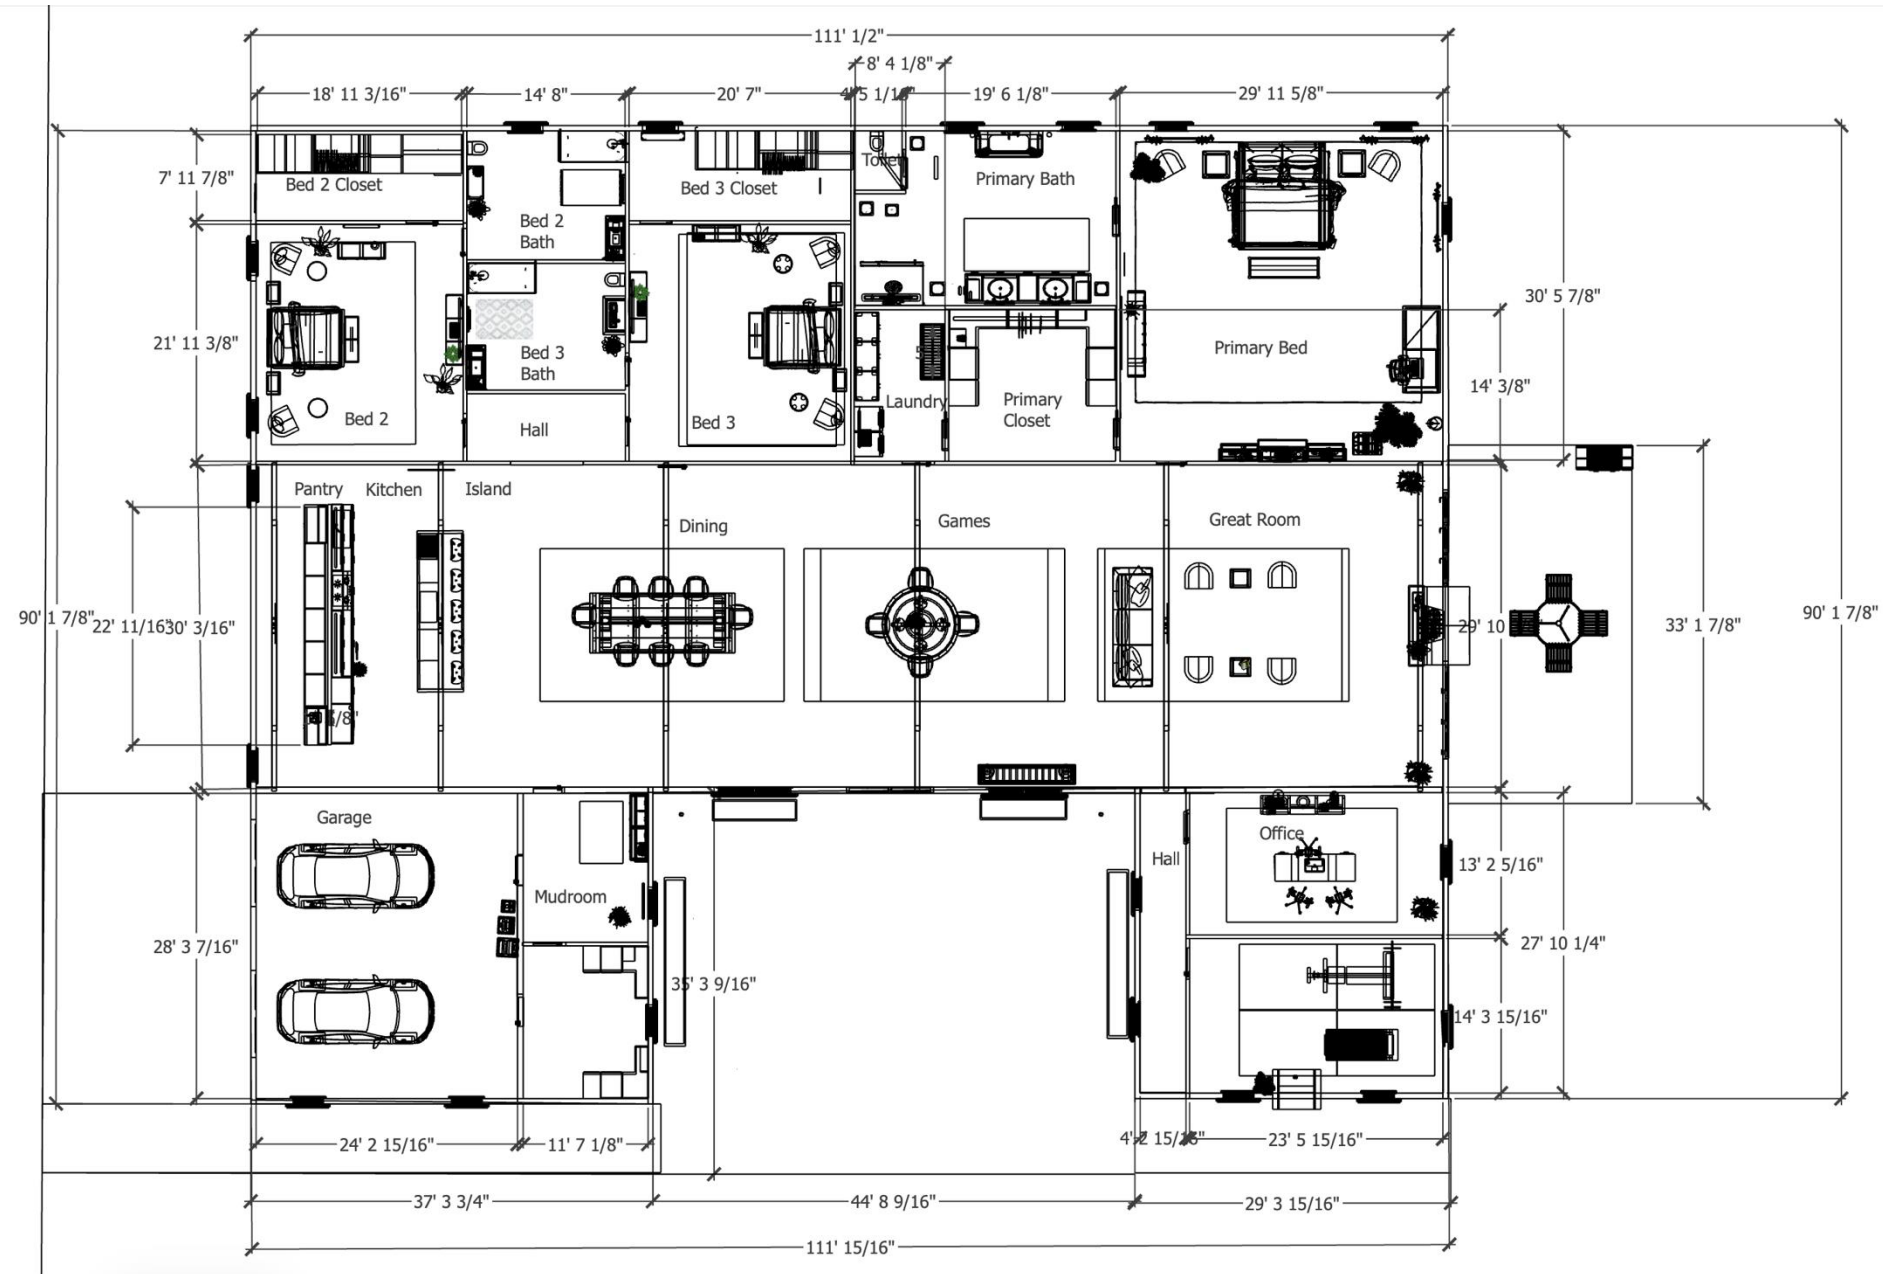 111' 1/2"
8' 4 1/8"
18' 11 3/16"
14' 8"
20' 7"
19' 6 1/8"
29' 11 5/8"
7' 11 7/8"
Bed 2 Closet
Bed 3 Closet
Toilet
Primary Bath
Bed 2
Bath
30' 5 7/8"
21' 11 3/8"
Bed 3
Bath
Primary Bed
14' 3/8"
Laundry
Primary
Closet
Bed 2
Hall
Bed 3
Pantry
Kitchen
Island
Dining
Games
Great Room
90' 1 7/8"
22' 11/16"
30' 3/16"
29' 10
33' 1 7/8"
90' 1 7/8"
Garage
Office
Hall
13' 2 5/16"
Mudroom
28' 3 7/16"
27' 10 1/4"
35' 3 9/16"
14' 3 15/16"
24' 2 15/16"
11' 7 1/8"
4' 2 15/16"
23' 5 15/16"
37' 3 3/4"
44' 8 9/16"
29' 3 15/16"
111' 15/16"